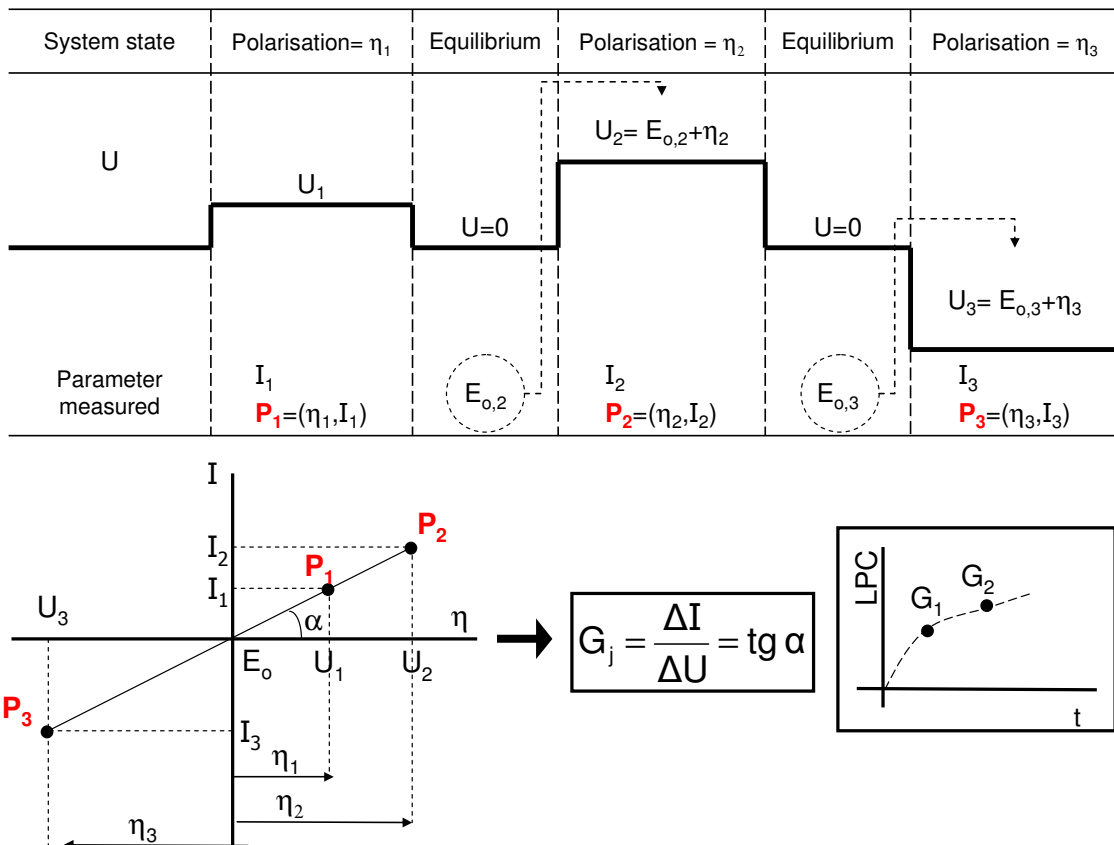 System state
Polarisation= η₁
Equilibrium
Polarisation = η₂
Equilibrium
Polarisation = η₃
U
U₁
U=0
U₂= Eₒ,₂+η₂
U=0
U₃= Eₒ,₃+η₃
Parameter
measured
I₁
P₁=(η₁,I₁)
Eₒ,₂
I₂
P₂=(η₂,I₂)
Eₒ,₃
I₃
P₃=(η₃,I₃)
I
I₂
P₂
I₁
P₁
U₃
α
η
Eₒ
U₁
U₂
P₃
I₃
η₁
η₂
η₃
Gⱼ = ΔI/ΔU = tg α
LPC
G₁
G₂
t